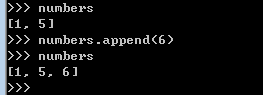 >>> numbers
[1, 5]
>>> numbers.append(6)
>>> numbers
[1, 5, 6]
>>>